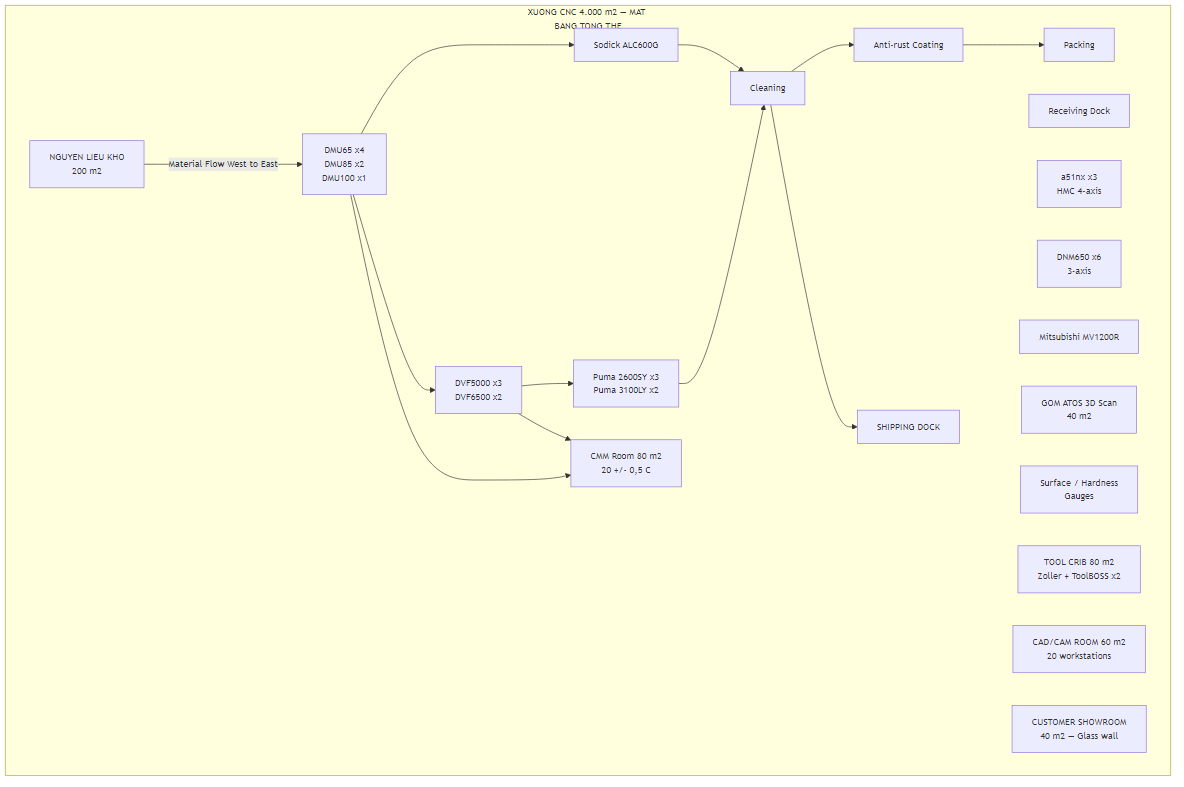 XUONG CNC 4.000 m2 — MAT
BANG TONG THE
NGUYEN LIEU KHO
200 m2
Material Flow West to East
DMU65 x4
DMU85 x2
DMU100 x1
Sodick ALC600G
Cleaning
Anti-rust Coating
Packing
DVF5000 x3
DVF6500 x2
Puma 2600SY x3
Puma 3100LY x2
CMM Room 80 m2
20 +/- 0,5 C
SHIPPING DOCK
Receiving Dock
a51nx x3
HMC 4-axis
DNM650 x6
3-axis
Mitsubishi MV1200R
GOM ATOS 3D Scan
40 m2
Surface / Hardness
Gauges
TOOL CRIB 80 m2
Zoller + ToolBOSS x2
CAD/CAM ROOM 60 m2
20 workstations
CUSTOMER SHOWROOM
40 m2 — Glass wall